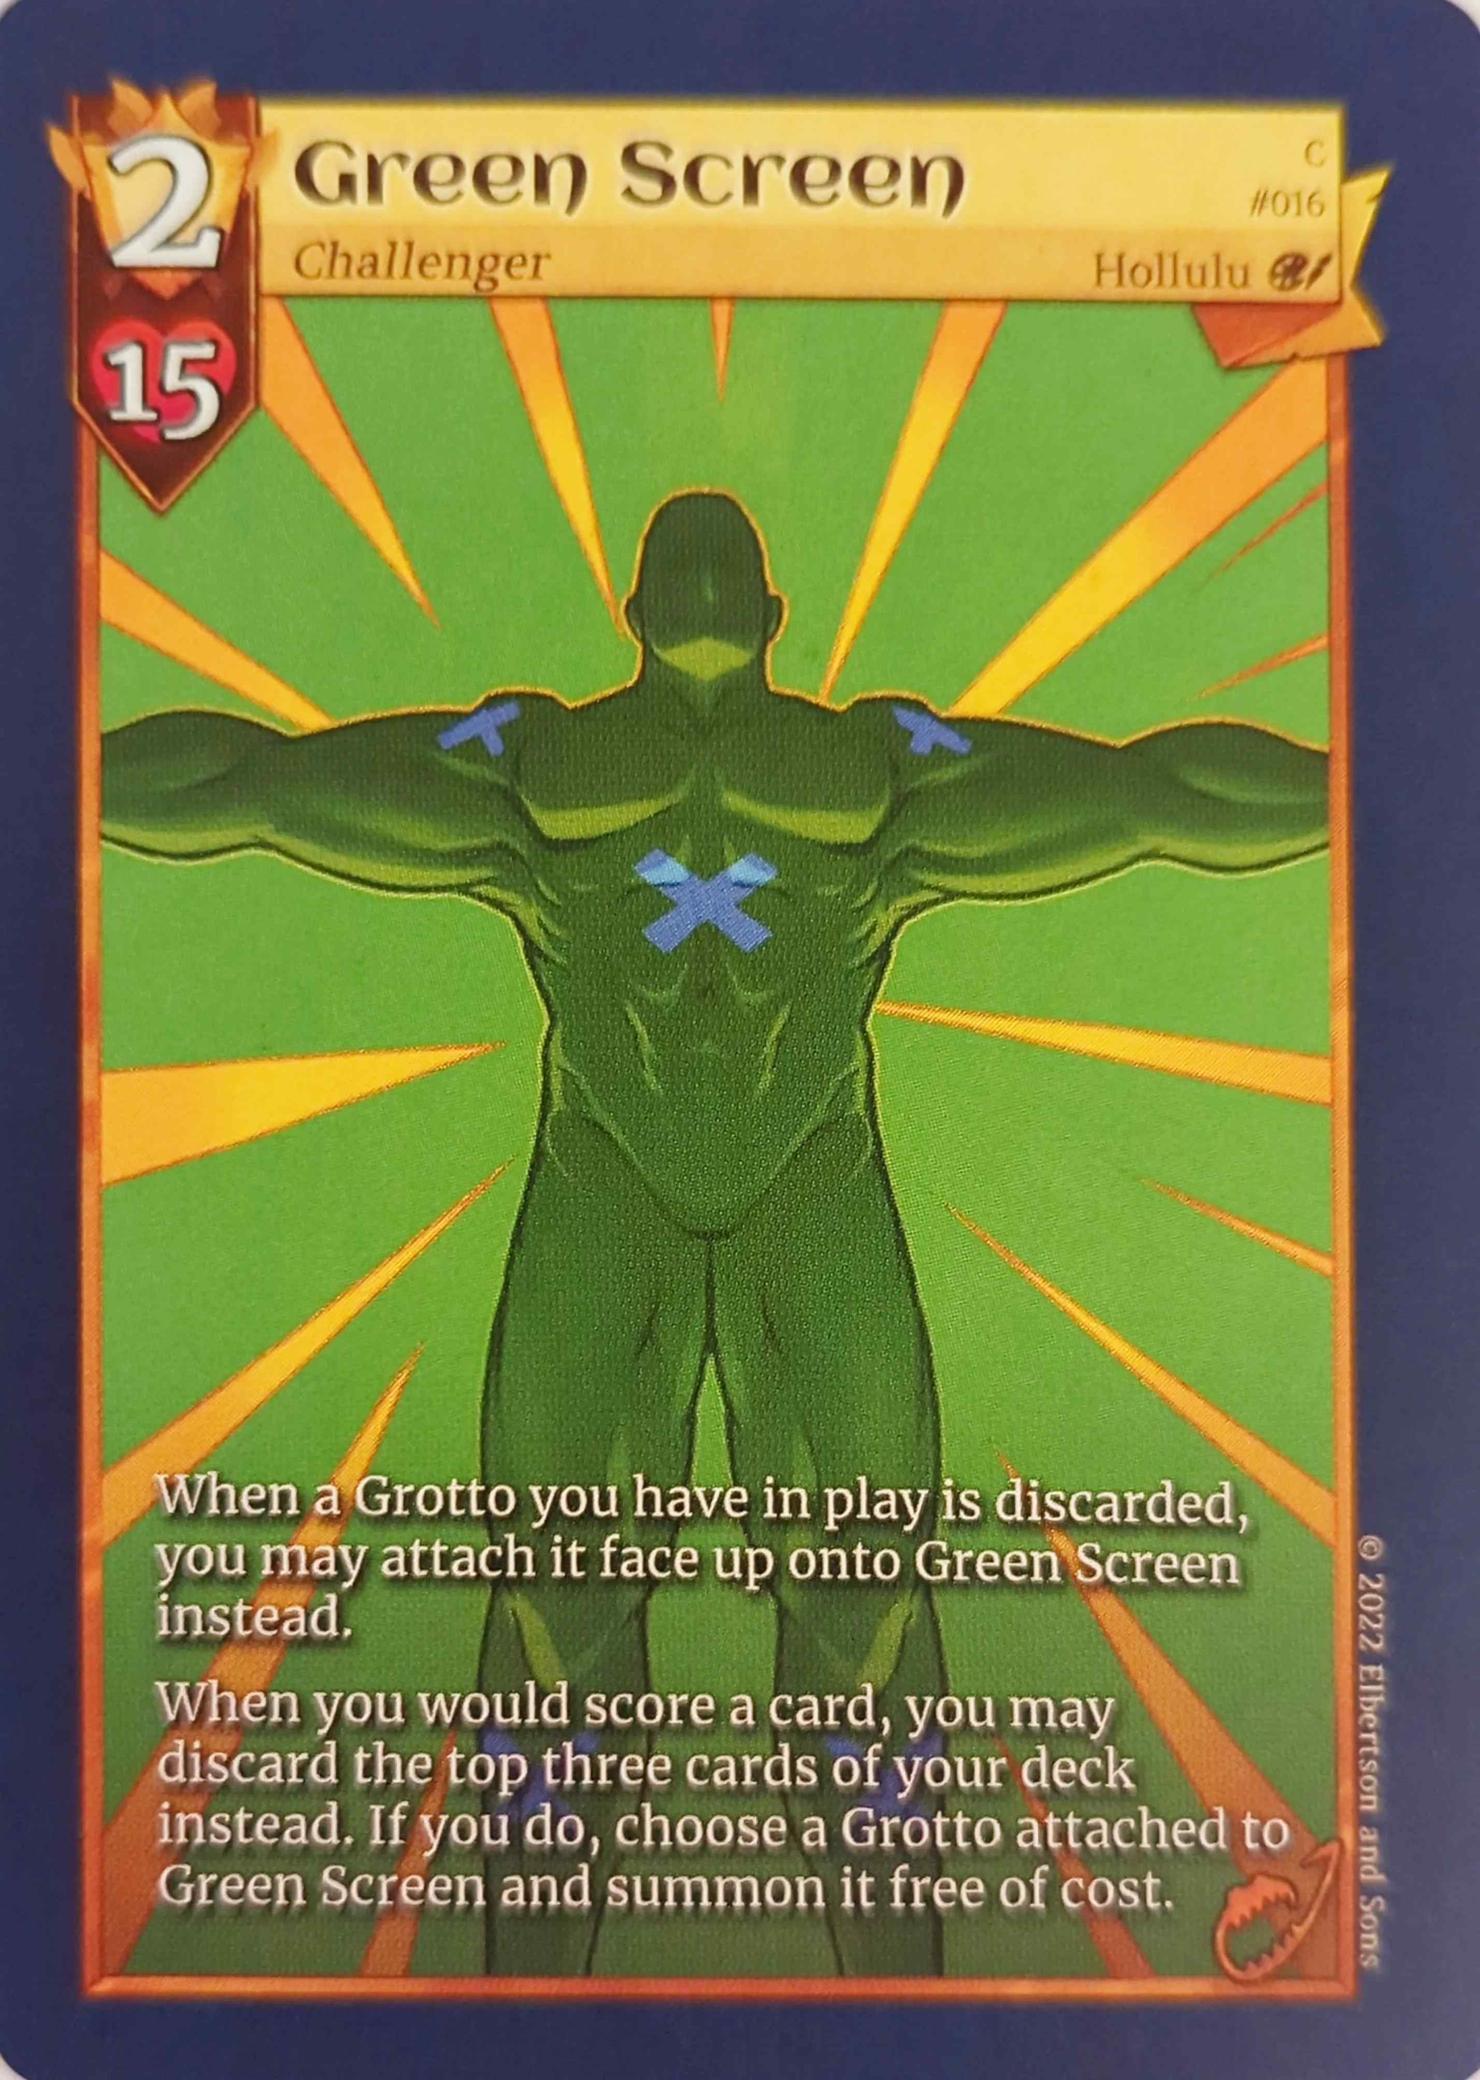 2
Green Screen
C
#016
Challenger
Hollulu
15
When a Grotto you have in play is discarded,
you may attach it face up onto Green Screen
instead.
When you would score a card, you may
discard the top three cards of your deck
instead. If you do, choose a Grotto attached to
Green Screen and summon it free of cost.
© 2022 Elbertson and Sons